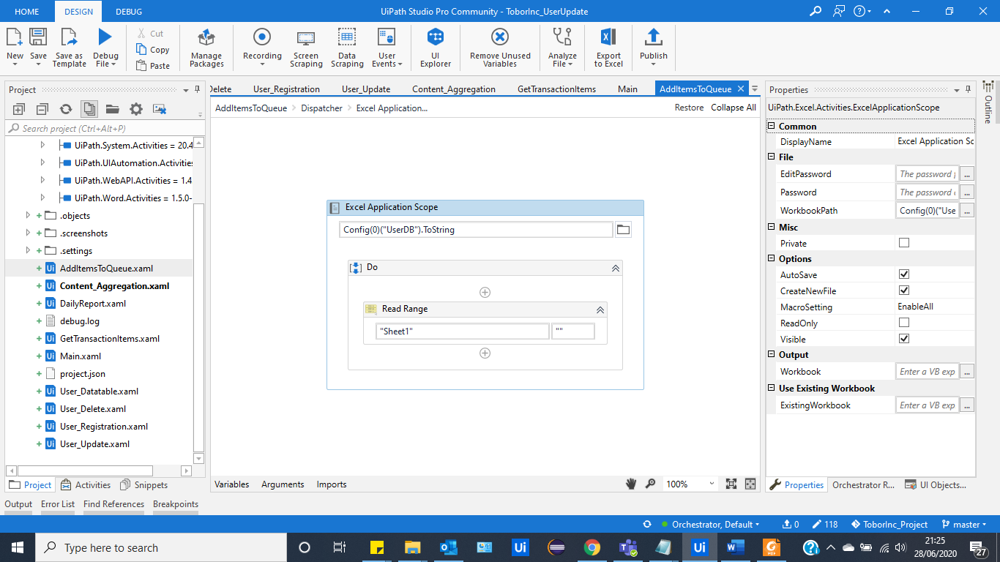 HOME DESIGN DEBUG UiPath Studio Pro Community - ToborInc_UserUpdate
New Save Save as Template Debug File
Cut
Copy
Paste
Manage Packages Recording Screen Scraping Data Scraping User Events UI Explorer Remove Unused Variables Analyze File Export to Excel Publish
Project
Search project (Ctrl+Alt+P)
UiPath.System.Activities = 20.4
UiPath.UIAutomation.Activities
UiPath.WebAPI.Activities = 1.4
UiPath.Word.Activities = 1.5.0-
.objects
.screenshots
.settings
AddItemsToQueue.xaml
Content_Aggregation.xaml
DailyReport.xaml
debug.log
GetTransactionItems.xaml
Main.xaml
project.json
User_Datatable.xaml
User_Delete.xaml
User_Registration.xaml
User_Update.xaml
Project Activities Snippets
Delete User_Registration User_Update Content_Aggregation GetTransactionItems Main AddItemsToQueue
AddItemsToQueue > Dispatcher > Excel Application... Restore Collapse All
Excel Application Scope
Config(0)("UserDB").ToString
Do
Read Range
"Sheet1" ""
Variables Arguments Imports 100%
Properties
UiPath.Excel.Activities.ExcelApplicationScope
Common
DisplayName Excel Application Sc
File
EditPassword The password f ...
Password The password o ...
WorkbookPath Config(0)("Use ...
Misc
Private
Options
AutoSave
CreateNewFile
MacroSetting EnableAll
ReadOnly
Visible
Output
Workbook Enter a VB exp ...
Use Existing Workbook
ExistingWorkbook Enter a VB exp ...
Properties Orchestrator R... UI Objects...
Outline
Output Error List Find References Breakpoints
Orchestrator, Default 0 118 ToborInc_Project master
Type here to search
21:25
28/06/2020
27